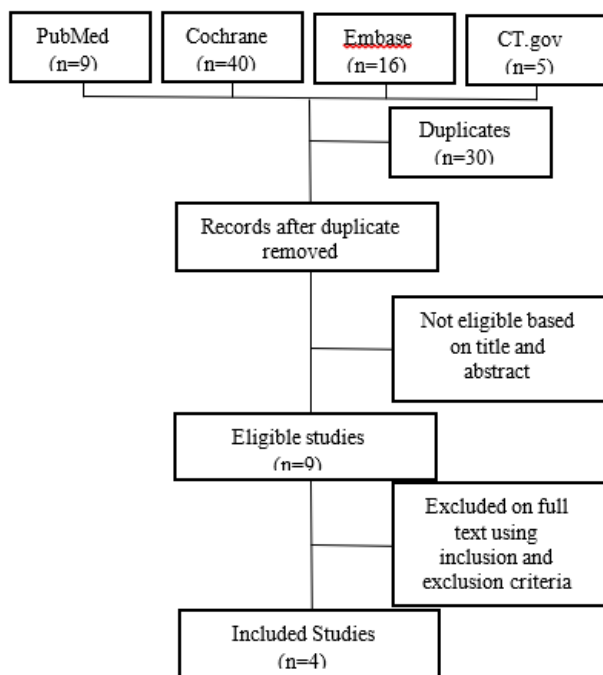 PubMed
(n=9)
Cochrane
(n=40)
Embase
(n=16)
CT.gov
(n=5)
Duplicates
(n=30)
Records after duplicate
removed
Not eligible based
on title and
abstract
Eligible studies
(n=9)
Excluded on full
text using
inclusion and
exclusion criteria
Included Studies
(n=4)